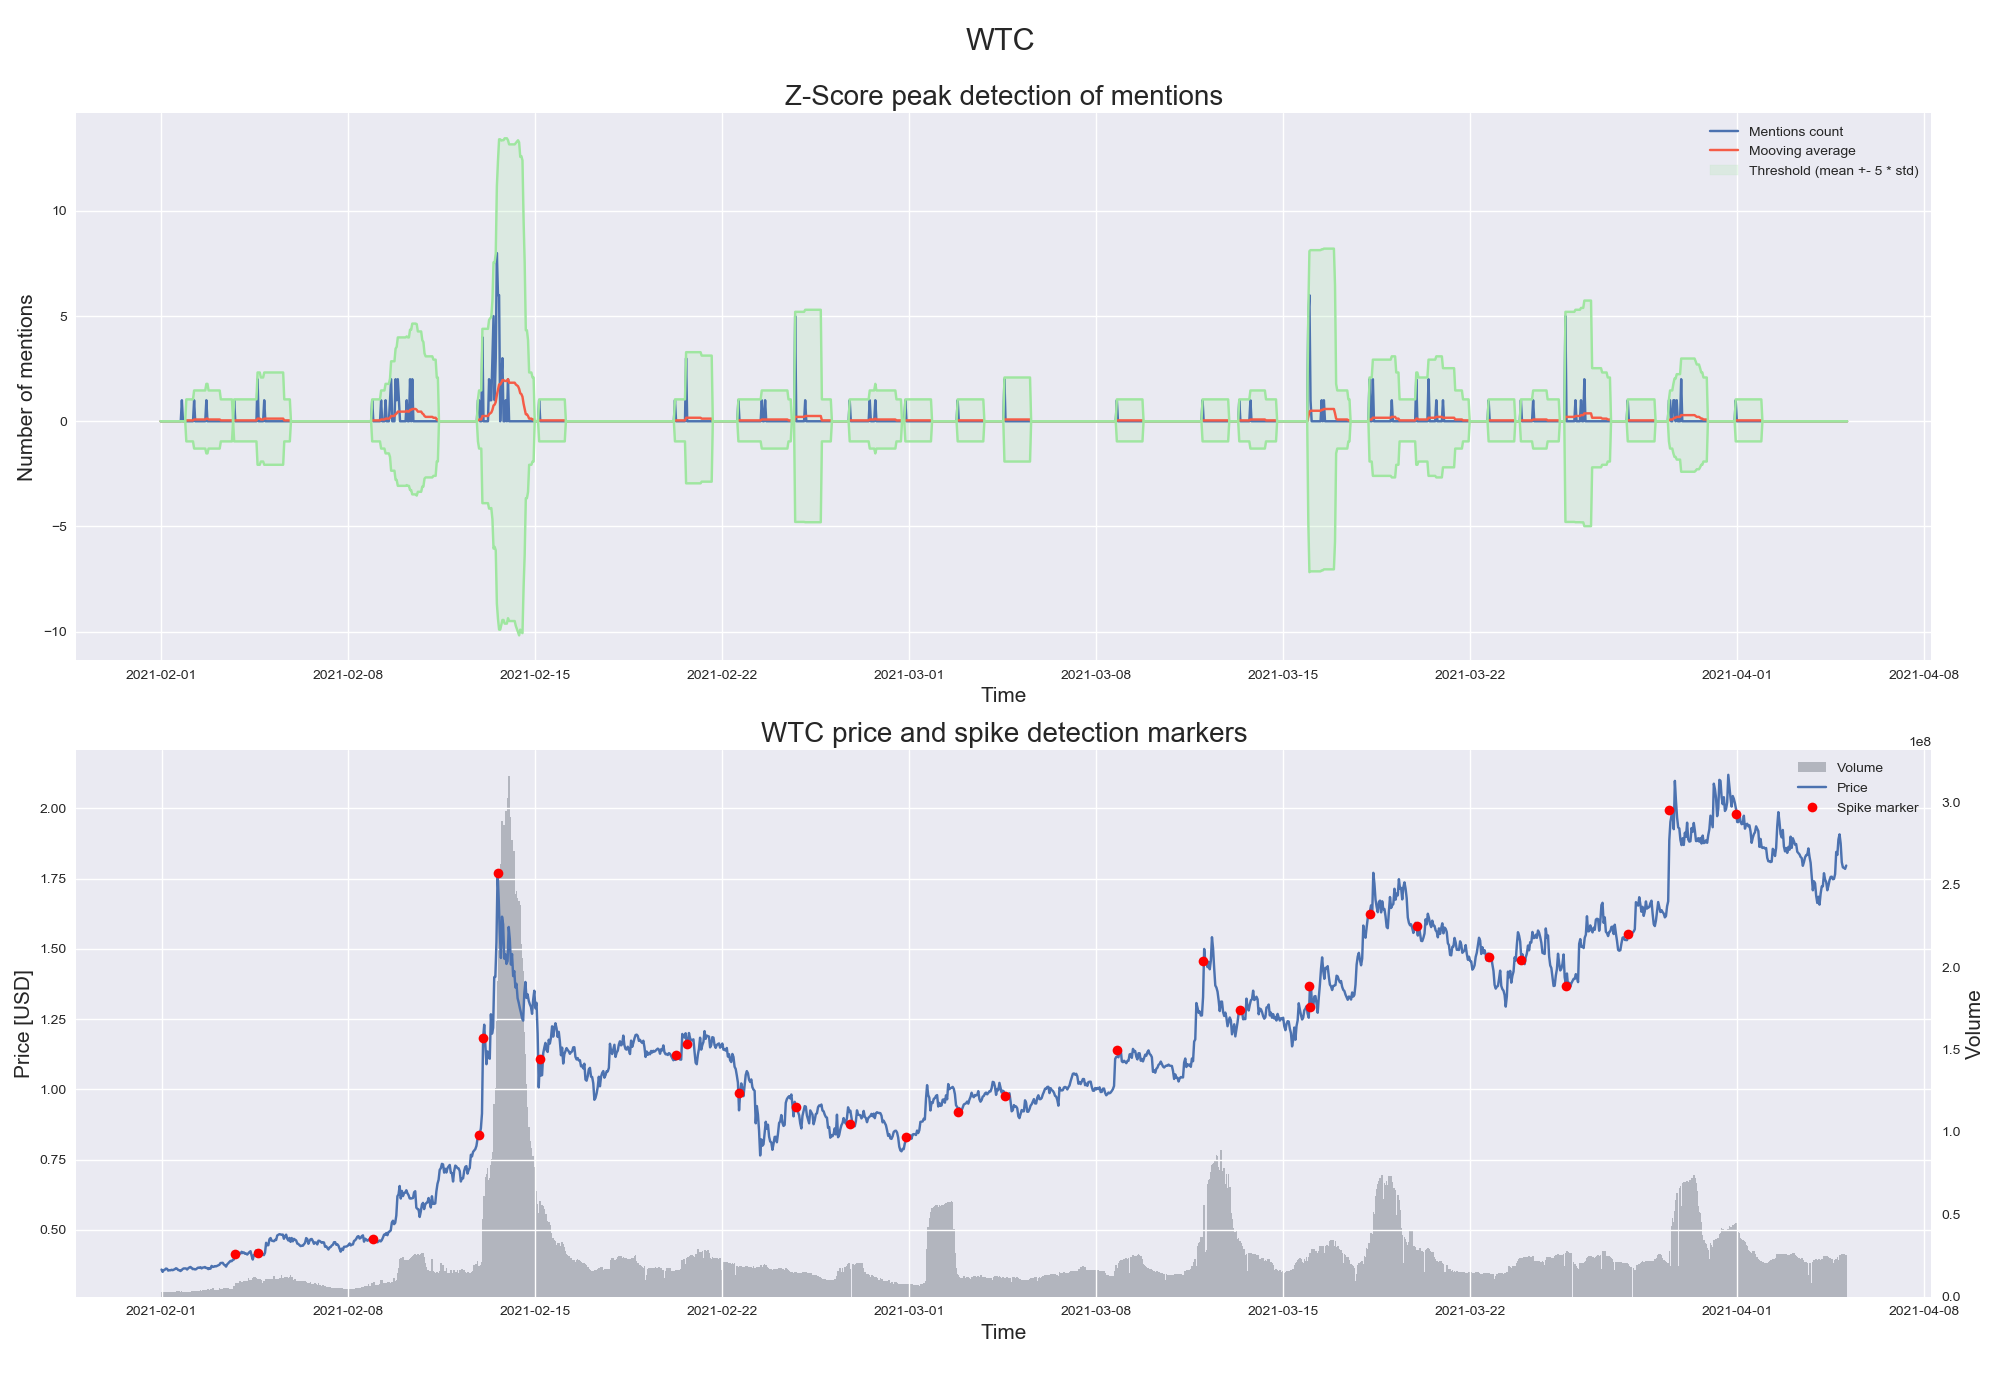 WTC
Z-Score peak detection of mentions
Mentions count
Mooving average
Threshold (mean +- 5 * std)
Number of mentions
10
5
0
−5
−10
2021-02-01 2021-02-08 2021-02-15 2021-02-22 2021-03-01 2021-03-08 2021-03-15 2021-03-22 2021-04-01 2021-04-08
Time
WTC price and spike detection markers
1e8
Volume
Price
Spike marker
Price [USD]
2.00
1.75
1.50
1.25
1.00
0.75
0.50
3.0
2.5
2.0
1.5
1.0
0.5
0.0
Volume
2021-02-01 2021-02-08 2021-02-15 2021-02-22 2021-03-01 2021-03-08 2021-03-15 2021-03-22 2021-04-01 2021-04-08
Time